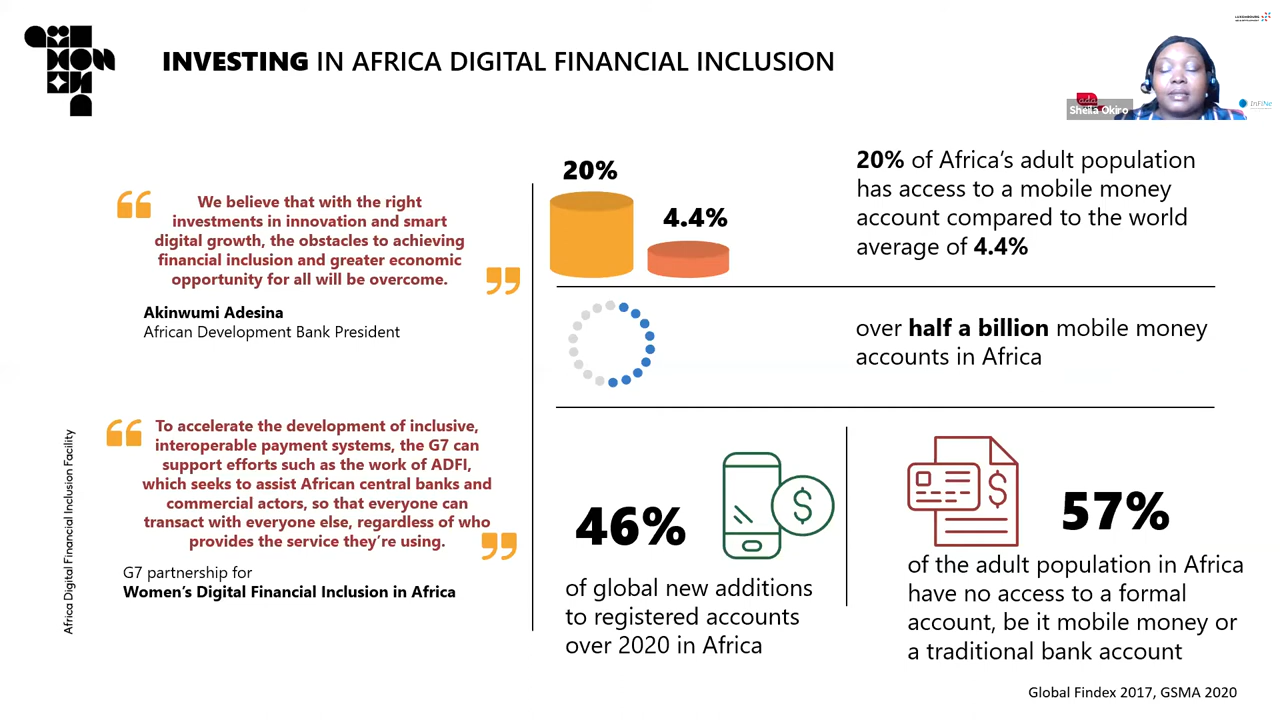 INVESTING IN AFRICA DIGITAL FINANCIAL INCLUSION
Sheila Okiro
InFiNe
We believe that with the right
investments in innovation and smart
digital growth, the obstacles to achieving
financial inclusion and greater economic
opportunity for all will be overcome.
Akinwumi Adesina
African Development Bank President
To accelerate the development of inclusive,
interoperable payment systems, the G7 can
support efforts such as the work of ADFI,
which seeks to assist African central banks and
commercial actors, so that everyone can
transact with everyone else, regardless of who
provides the service they’re using.
G7 partnership for
Women’s Digital Financial Inclusion in Africa
Africa Digital Financial Inclusion Facility
20%
4.4%
20% of Africa’s adult population
has access to a mobile money
account compared to the world
average of 4.4%
over half a billion mobile money
accounts in Africa
46%
of global new additions
to registered accounts
over 2020 in Africa
57%
of the adult population in Africa
have no access to a formal
account, be it mobile money or
a traditional bank account
Global Findex 2017, GSMA 2020